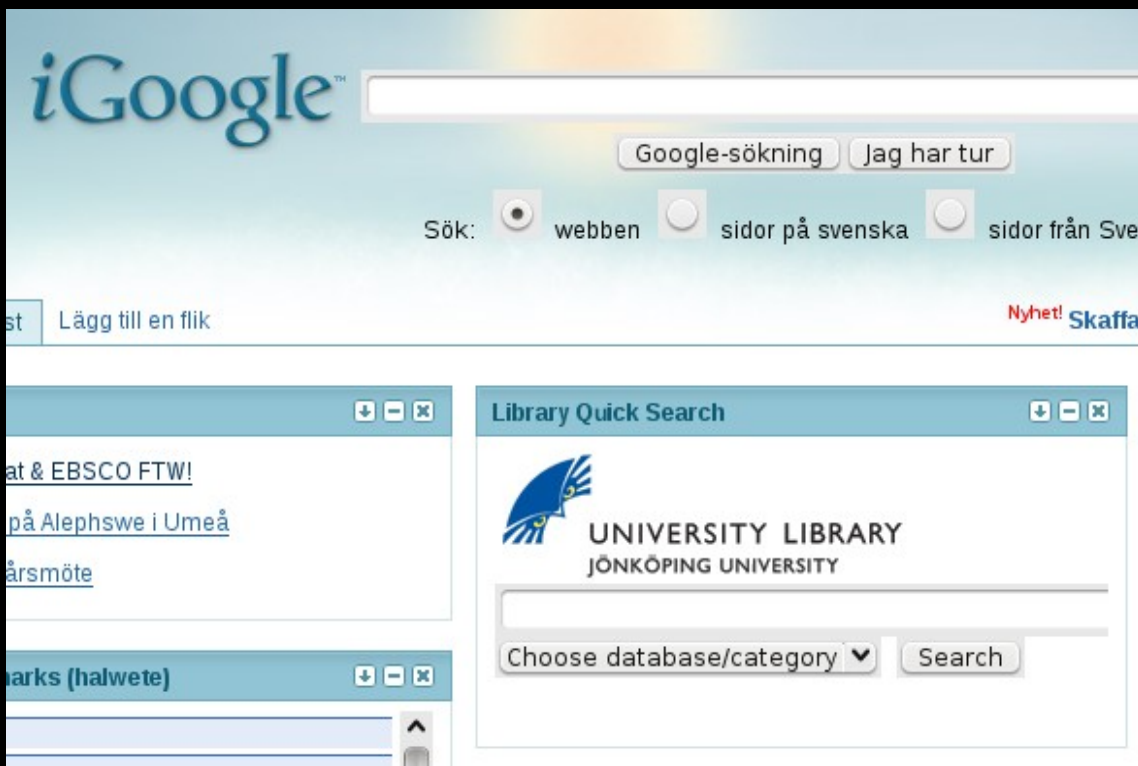 iGoogle™
Google-sökning Jag har tur
Sök: webben sidor på svenska sidor från Sve
st Lägg till en flik Nyhet! Skaffa
Library Quick Search
at & EBSCO FTW!
på Alephswe i Umeå
årsmöte
UNIVERSITY LIBRARY
JÖNKÖPING UNIVERSITY
Choose database/category Search
arks (halwete)